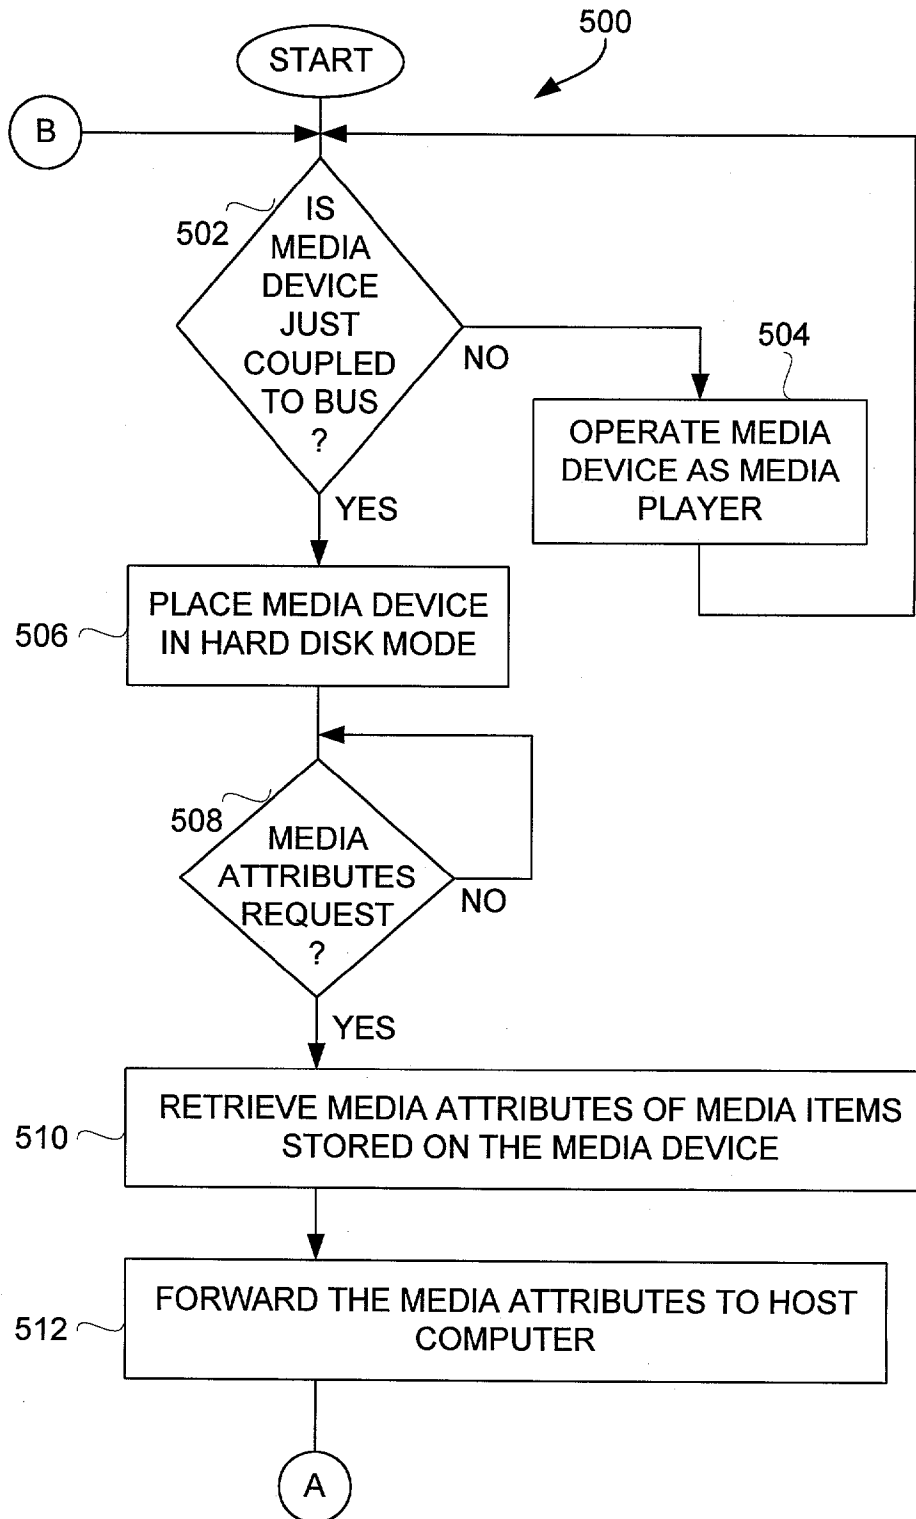 500
START
B
502
IS
MEDIA
DEVICE
JUST
COUPLED
TO BUS
?
NO
504
OPERATE MEDIA
DEVICE AS MEDIA
PLAYER
YES
506
PLACE MEDIA DEVICE
IN HARD DISK MODE
508
MEDIA
ATTRIBUTES
REQUEST
?
NO
YES
510
RETRIEVE MEDIA ATTRIBUTES OF MEDIA ITEMS
STORED ON THE MEDIA DEVICE
512
FORWARD THE MEDIA ATTRIBUTES TO HOST
COMPUTER
A